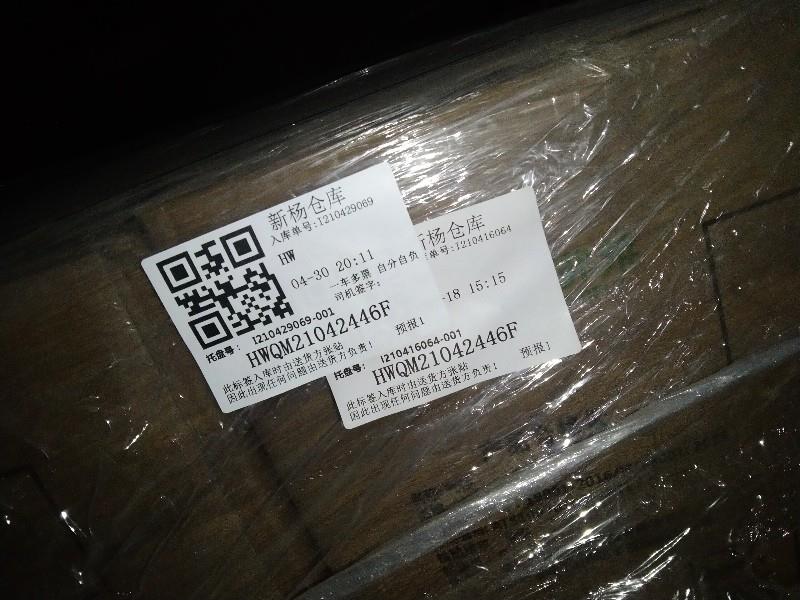 新杨仓库
入库单号:I210429069
HW
04-30 20:11
一车多票 自分自负
司机签字:
托盘号: I210429069-001
HWQM21042446F
预报1
此标签入库时由送货方张贴
因此出现任何问题由送货方负责!
杨仓库
单号:I210416064
-18 15:15
托盘号: I210416064-001
HWQM21042446F
预报1
此标签入库时由送货方张贴
因此出现任何问题由送货方负责!